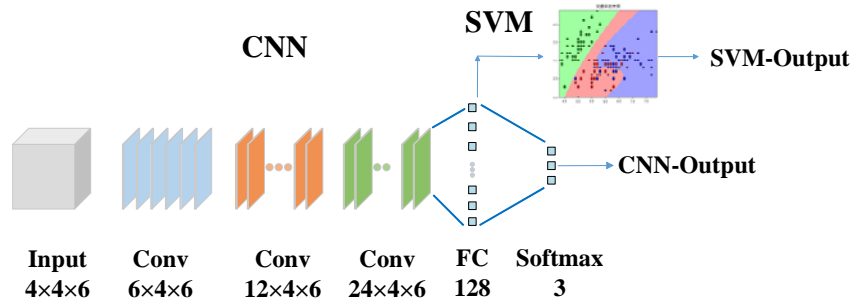 CNN
SVM
SVM-Output
CNN-Output
Input
4×4×6
Conv
6×4×6
Conv
12×4×6
Conv
24×4×6
FC
128
Softmax
3